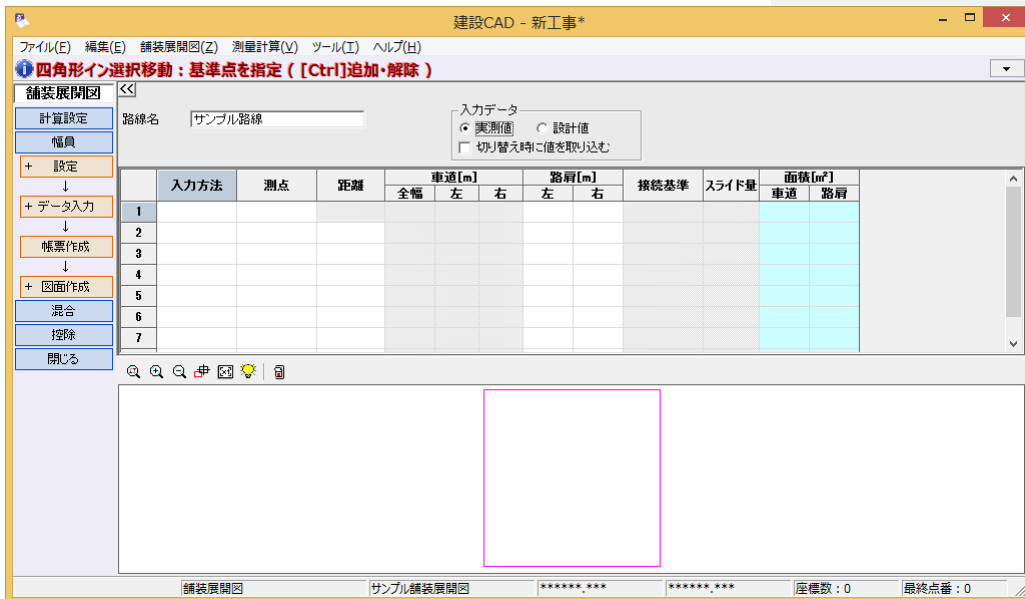 建設CAD - 新工事*
ファイル(F) 編集(E) 舗装展開図(Z) 測量計算(V) ツール(T) ヘルプ(H)
四角形イン選択移動:基準点を指定 ( [Ctrl]追加・解除 )
舗装展開図
<<
計算設定
幅員
+ 設定
↓
+ データ入力
↓
帳票作成
↓
+ 図面作成
混合
控除
閉じる
路線名 サンプル路線
入力データ
実測値 設計値
切り替え時に値を取り込む
入力方法 測点 距離 車道[m] 路肩[m] 接続基準 スライド量 面積[㎡]
全幅 左 右 左 右 車道 路肩
1
2
3
4
5
6
7
舗装展開図 サンプル舗装展開図 ******.*** ******.*** 座標数:0 最終点番:0